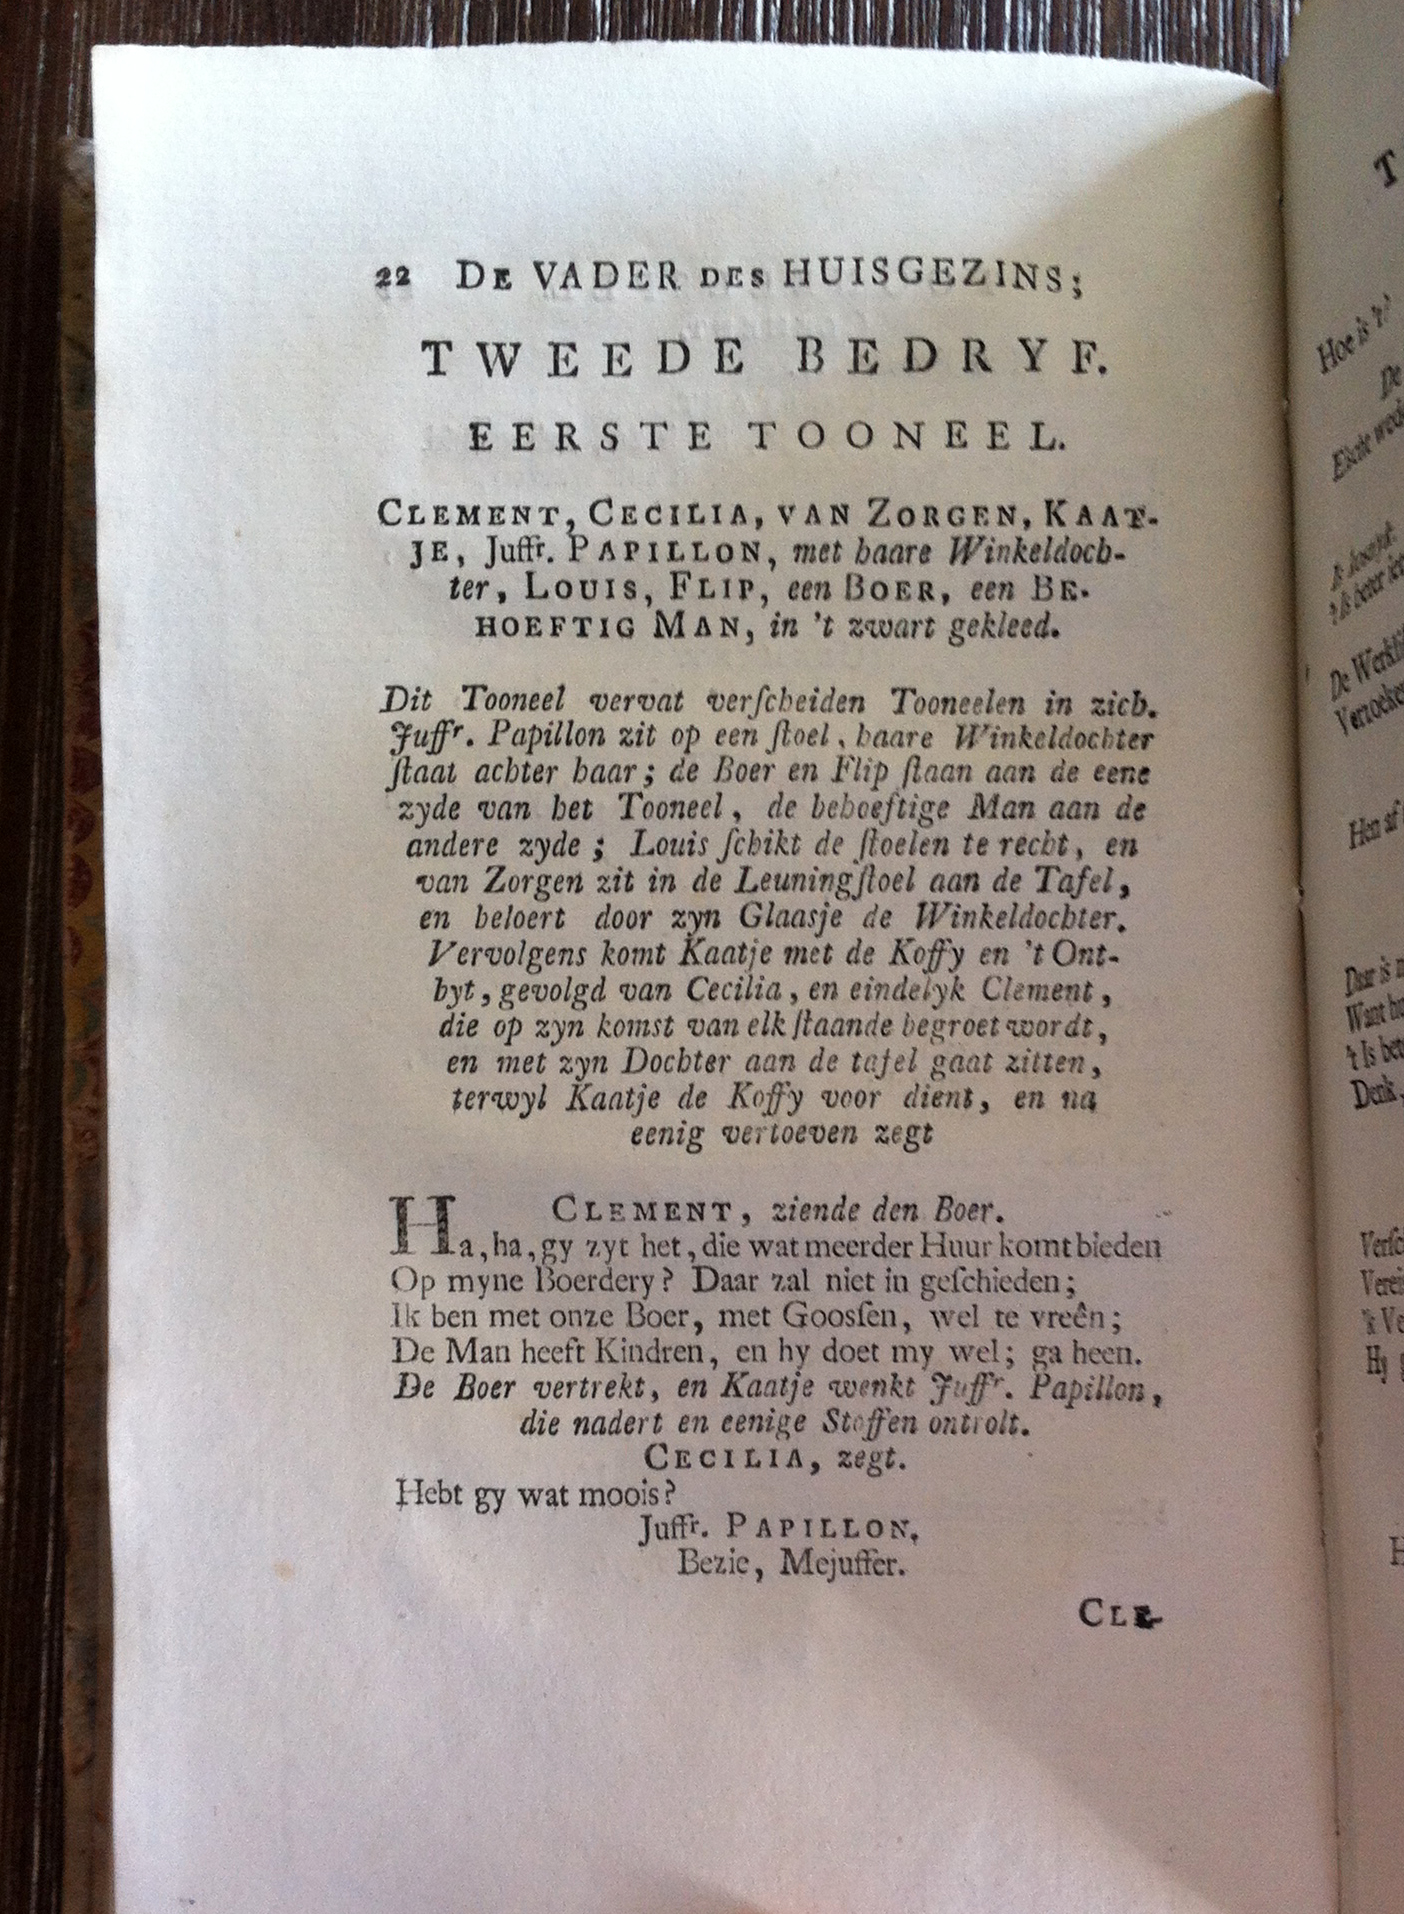 22 DE VADER DES HUISGEZINS;
TWEEDE BEDRYF.
EERSTE TOONEEL.
CLEMENT, CECILIA, VAN ZORGEN, KAAT-
JE, Juffr. PAPILLON, met haare Winkeldoch-
ter, LOUIS, FLIP, een BOER, een BE-
HOEFTIG MAN, in 't zwart gekleed.
Dit Tooneel vervat verſcheiden Tooneelen in zich.
Juffr. Papillon zit op een ſtoel, haare Winkeldochter
ſtaat achter haar; de Boer en Flip ſtaan aan de eene
zyde van het Tooneel, de behoeftige Man aan de
andere zyde; Louis ſchikt de ſtoelen te recht, en
van Zorgen zit in de Leuningſtoel aan de Tafel,
en beloert door zyn Glaasje de Winkeldochter.
Vervolgens komt Kaatje met de Koffy en 't Ont-
byt, gevolgd van Cecilia, en eindelyk Clement,
die op zyn komst van elk ſtaande begroet wordt,
en met zyn Dochter aan de tafel gaat zitten,
terwyl Kaatje de Koffy voor dient, en na
eenig vertoeven zegt
CLEMENT, ziende den Boer.
Ha, ha, gy zyt het, die wat meerder Huur komt bieden
Op myne Boerdery? Daar zal niet in geſchieden;
Ik ben met onze Boer, met Goosſen, wel te vreên;
De Man heeft Kindren, en hy doet my wel; ga heen.
De Boer vertrekt, en Kaatje wenkt Juffr. Papillon,
die nadert en eenige Stoffen ontrolt.
CECILIA, zegt.
Hebt gy wat moois?
Juffr. PAPILLON.
Bezie, Mejuffer.
CLE-
T
Hoe is
De
Hen
Daar is
Want
't Is
Denk,
Hy
H